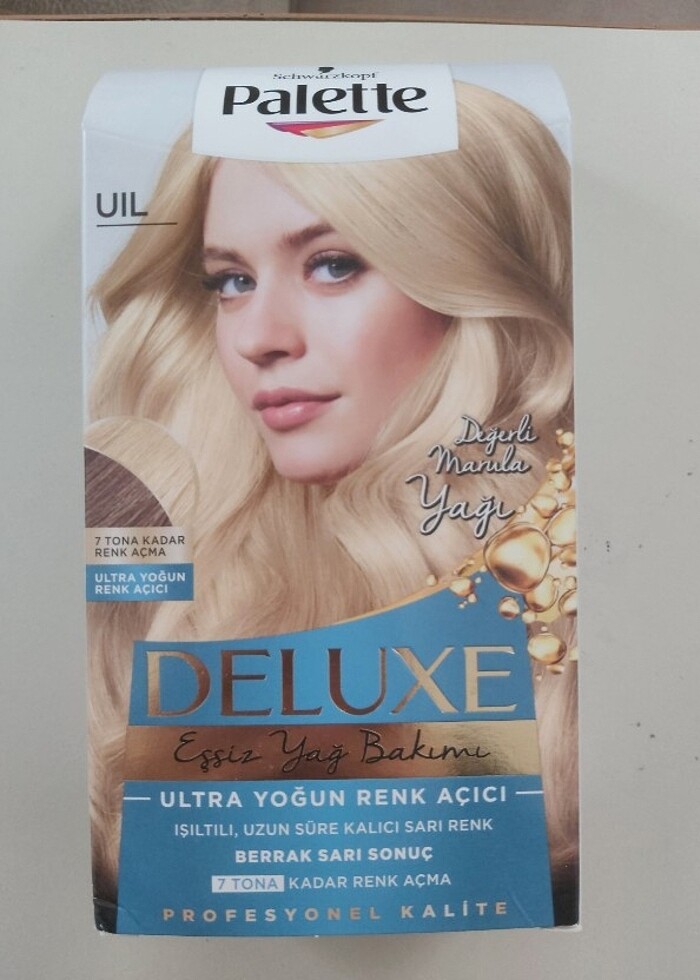 Schwarzkopf
Palette
UIL
Değerli
Marula
Yağı
7 TONA KADAR
RENK AÇMA
ULTRA YOĞUN
RENK AÇICI
DELUXE
Eşsiz Yağ Bakımı
ULTRA YOĞUN RENK AÇICI
IŞILTILI, UZUN SÜRE KALICI SARI RENK
BERRAK SARI SONUÇ
7 TONA KADAR RENK AÇMA
PROFESYONEL KALİTE